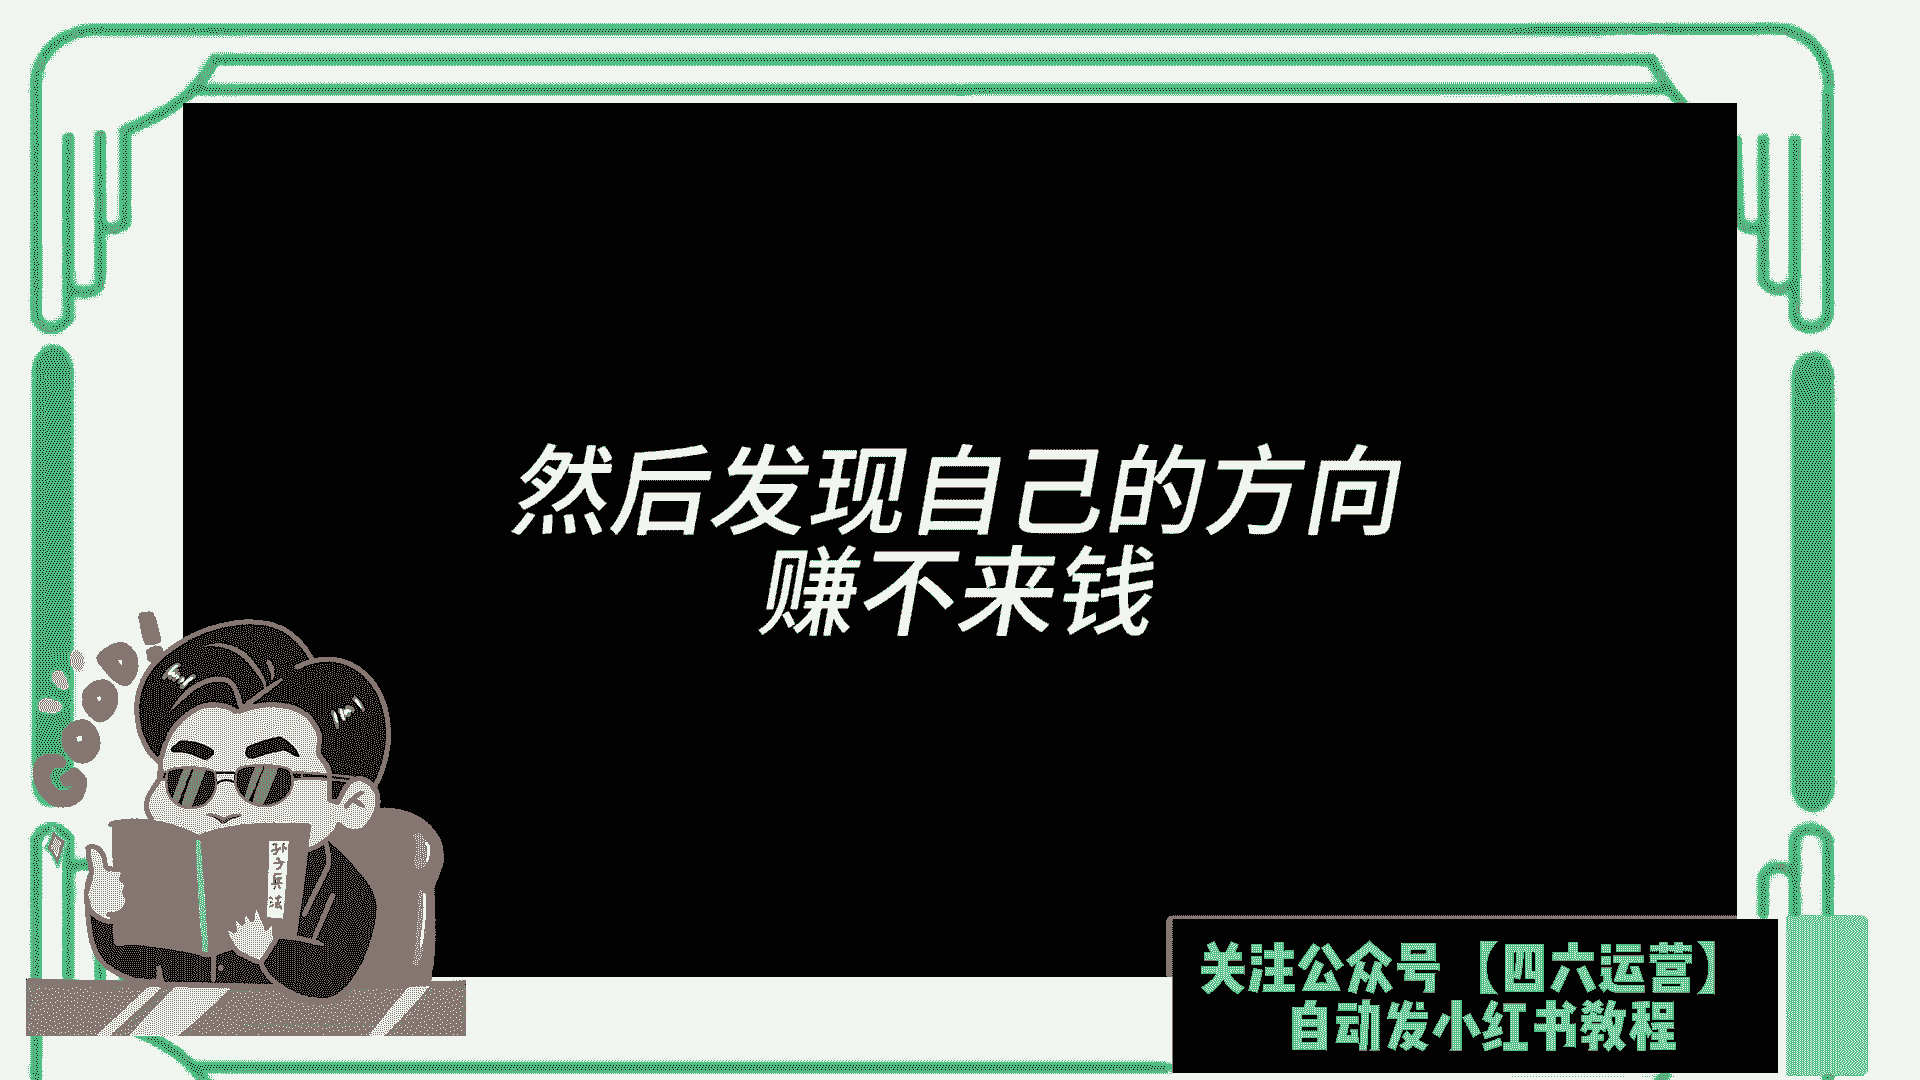 然后发现自己的方向
赚不来钱
GOOD!
孙子兵法
关注公众号【四六运营】
自动发小红书教程